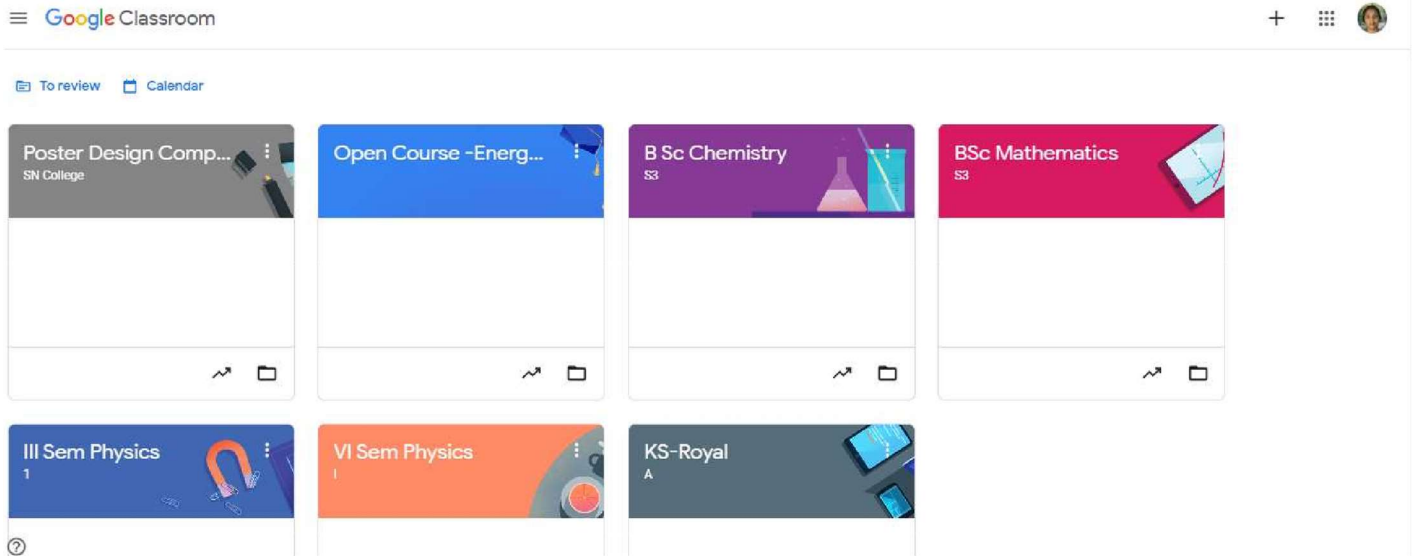 Google Classroom
To review Calendar
Poster Design Comp...
SN College
Open Course -Energ...
B Sc Chemistry
S3
BSc Mathematics
S3
III Sem Physics
1
VI Sem Physics
I
KS-Royal
A